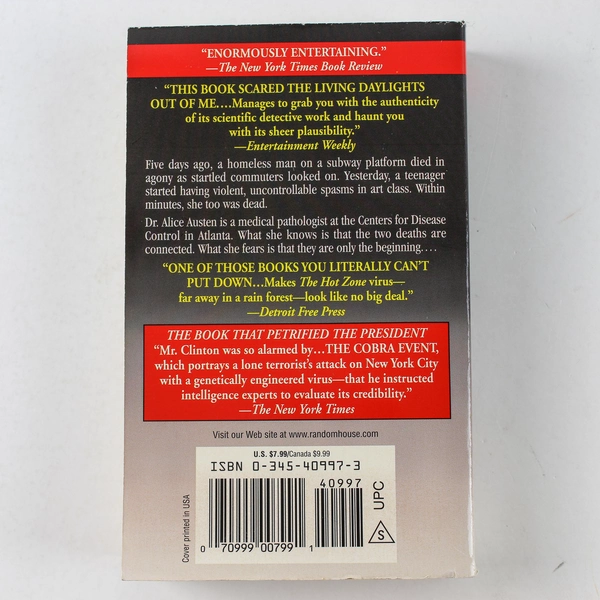 “ENORMOUSLY ENTERTAINING.”
—The New York Times Book Review
“THIS BOOK SCARED THE LIVING DAYLIGHTS
OUT OF ME....Manages to grab you with the authenticity
of its scientific detective work and haunt you
with its sheer plausibility.”
—Entertainment Weekly
Five days ago, a homeless man on a subway platform died in
agony as startled commuters looked on. Yesterday, a teenager
started having violent, uncontrollable spasms in art class. Within
minutes, she too was dead.
Dr. Alice Austen is a medical pathologist at the Centers for Disease
Control in Atlanta. What she knows is that the two deaths are
connected. What she fears is that they are only the beginning....
“ONE OF THOSE BOOKS YOU LITERALLY CAN’T
PUT DOWN...Makes The Hot Zone virus—
far away in a rain forest—look like no big deal.”
—Detroit Free Press
THE BOOK THAT PETRIFIED THE PRESIDENT
“Mr. Clinton was so alarmed by...THE COBRA EVENT,
which portrays a lone terrorist’s attack on New York City
with a genetically engineered virus—that he instructed
intelligence experts to evaluate its credibility.”
—The New York Times
Visit our Web site at www.randomhouse.com
U.S. $7.99/Canada $9.99
ISBN 0-345-40997-3
40997
0 70999 00799 1
S
UPC
Cover printed in USA